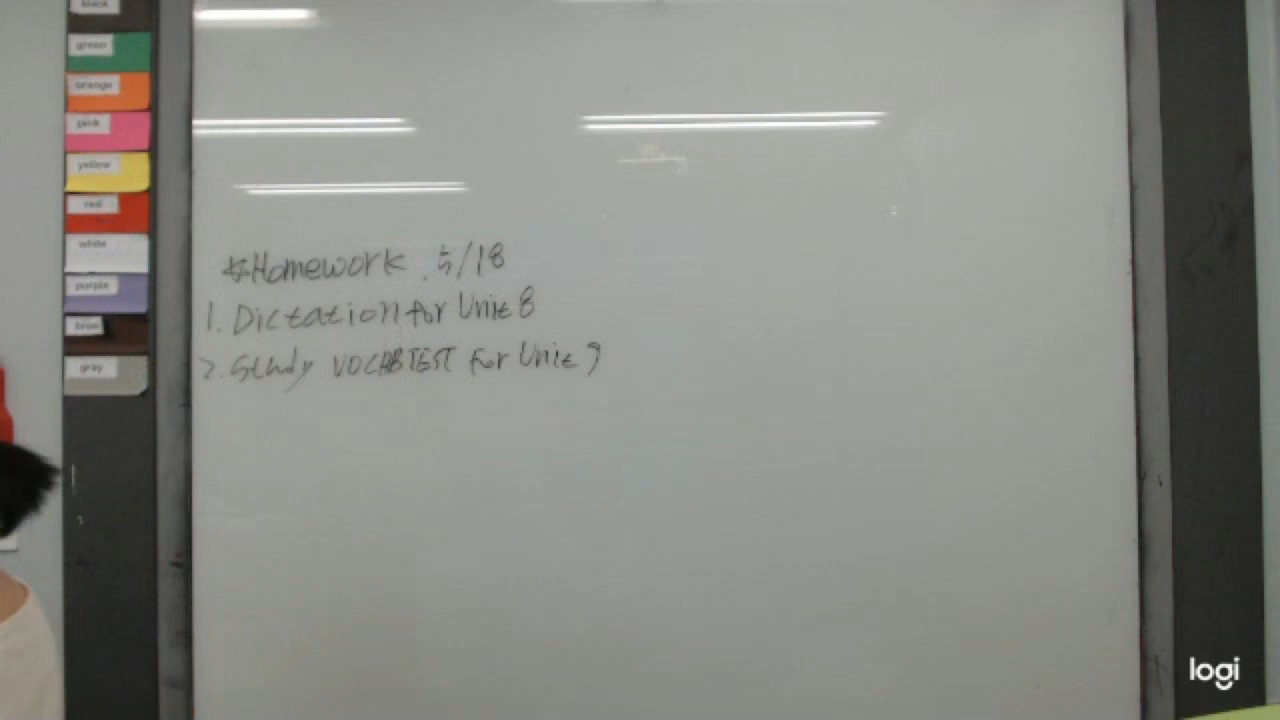 black
green
orange
pink
yellow
red
white
purple
gray
*Homework 5/18
1. Dictation for Unit 8
2. Study VOCAB TEST for Unit 9
logi